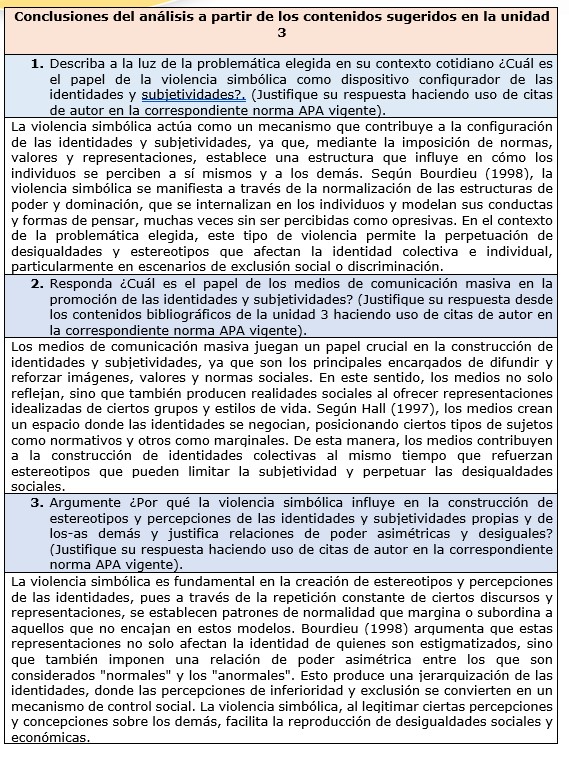 Conclusiones del análisis a partir de los contenidos sugeridos en la unidad
3
1. Describa a la luz de la problemática elegida en su contexto cotidiano ¿Cuál es
el papel de la violencia simbólica como dispositivo configurador de las
identidades y subjetividades?. (Justifique su respuesta haciendo uso de citas
de autor en la correspondiente norma APA vigente).
La violencia simbólica actúa como un mecanismo que contribuye a la configuración
de las identidades y subjetividades, ya que, mediante la imposición de normas,
valores y representaciones, establece una estructura que influye en cómo los
individuos se perciben a sí mismos y a los demás. Según Bourdieu (1998), la
violencia simbólica se manifiesta a través de la normalización de las estructuras de
poder y dominación, que se internalizan en los individuos y modelan sus conductas
y formas de pensar, muchas veces sin ser percibidas como opresivas. En el contexto
de la problemática elegida, este tipo de violencia permite la perpetuación de
desigualdades y estereotipos que afectan la identidad colectiva e individual,
particularmente en escenarios de exclusión social o discriminación.
2. Responda ¿Cuál es el papel de los medios de comunicación masiva en la
promoción de las identidades y subjetividades? (Justifique su respuesta desde
los contenidos bibliográficos de la unidad 3 haciendo uso de citas de autor en
la correspondiente norma APA vigente).
Los medios de comunicación masiva juegan un papel crucial en la construcción de
identidades y subjetividades, ya que son los principales encargados de difundir y
reforzar imágenes, valores y normas sociales. En este sentido, los medios no solo
reflejan, sino que también producen realidades sociales al ofrecer representaciones
idealizadas de ciertos grupos y estilos de vida. Según Hall (1997), los medios crean
un espacio donde las identidades se negocian, posicionando ciertos tipos de sujetos
como normativos y otros como marginales. De esta manera, los medios contribuyen
a la construcción de identidades colectivas al mismo tiempo que refuerzan
estereotipos que pueden limitar la subjetividad y perpetuar las desigualdades
sociales.
3. Argumente ¿Por qué la violencia simbólica influye en la construcción de
estereotipos y percepciones de las identidades y subjetividades propias y de
los-as demás y justifica relaciones de poder asimétricas y desiguales?
(Justifique su respuesta haciendo uso de citas de autor en la correspondiente
norma APA vigente).
La violencia simbólica es fundamental en la creación de estereotipos y percepciones
de las identidades, pues a través de la repetición constante de ciertos discursos y
representaciones, se establecen patrones de normalidad que margina o subordina a
aquellos que no encajan en estos modelos. Bourdieu (1998) argumenta que estas
representaciones no solo afectan la identidad de quienes son estigmatizados, sino
que también imponen una relación de poder asimétrica entre los que son
considerados "normales" y los "anormales". Esto produce una jerarquización de las
identidades, donde las percepciones de inferioridad y exclusión se convierten en un
mecanismo de control social. La violencia simbólica, al legitimar ciertas percepciones
y concepciones sobre los demás, facilita la reproducción de desigualdades sociales y
económicas.